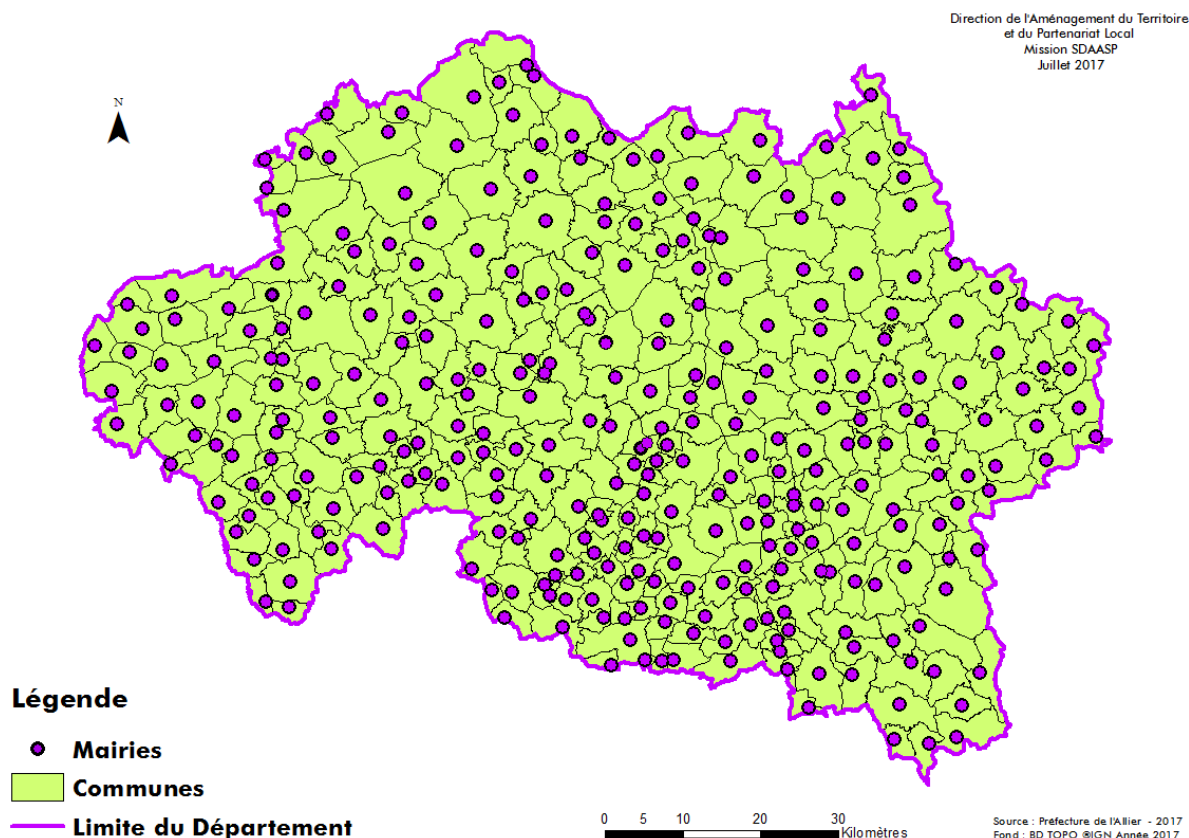 Direction de l'Aménagement du Territoire
et du Partenariat Local
Mission SDAASP
Juillet 2017
N
Légende
Mairies
Communes
Limite du Département
0 5 10 20 30
Kilomètres
Source : Préfecture de l'Allier - 2017
Fond : BD TOPO ®IGN Année 2017